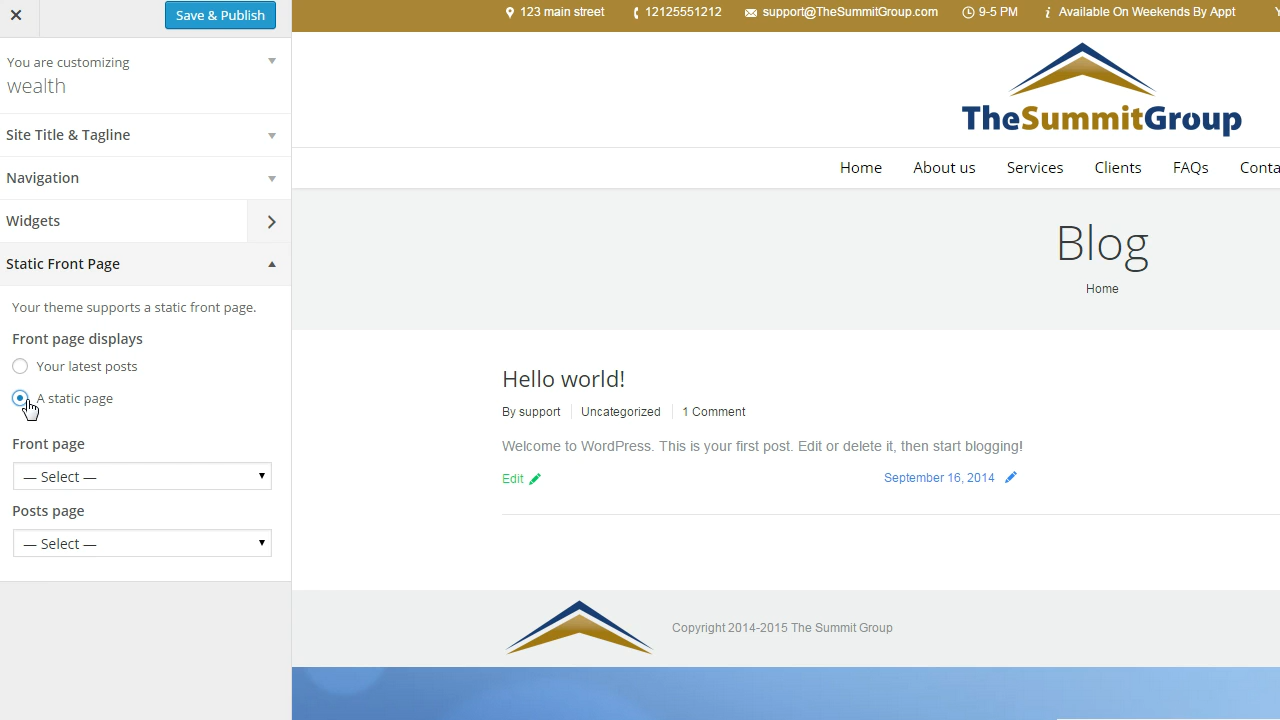 Save & Publish
You are customizing
wealth
Site Title & Tagline
Navigation
Widgets
Static Front Page
Your theme supports a static front page.
Front page displays
Your latest posts
A static page
Front page
— Select —
Posts page
— Select —
123 main street 12125551212 support@TheSummitGroup.com 9-5 PM Available On Weekends By Appt
TheSummitGroup
Home About us Services Clients FAQs Conta
Blog
Home
Hello world!
By support Uncategorized 1 Comment
Welcome to WordPress. This is your first post. Edit or delete it, then start blogging!
Edit September 16, 2014
Copyright 2014-2015 The Summit Group